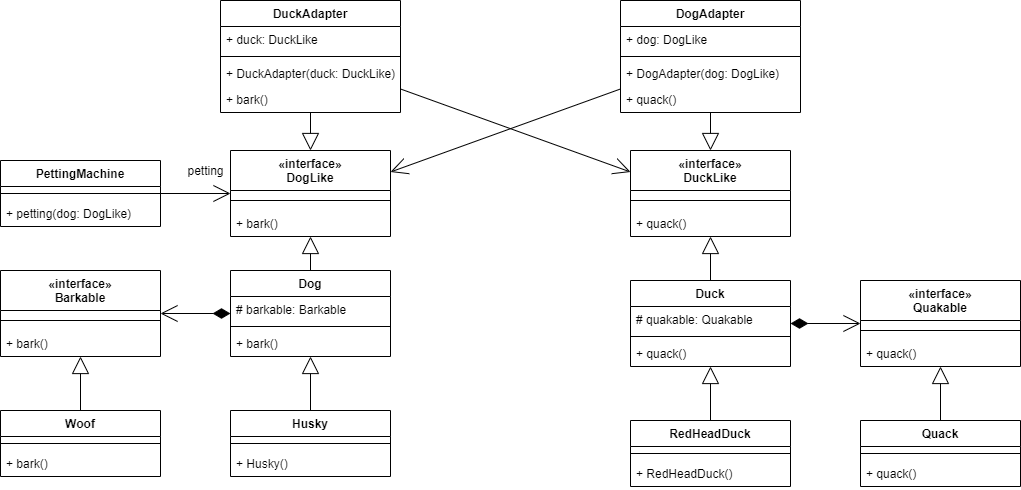 DuckAdapter
+ duck: DuckLike
+ DuckAdapter(duck: DuckLike)
+ bark()
DogAdapter
+ dog: DogLike
+ DogAdapter(dog: DogLike)
+ quack()
PettingMachine
+ petting(dog: DogLike)
petting
«interface»
DogLike
+ bark()
«interface»
DuckLike
+ quack()
«interface»
Barkable
+ bark()
Dog
# barkable: Barkable
+ bark()
Duck
# quakable: Quakable
+ quack()
«interface»
Quakable
+ quack()
Woof
+ bark()
Husky
+ Husky()
RedHeadDuck
+ RedHeadDuck()
Quack
+ quack()